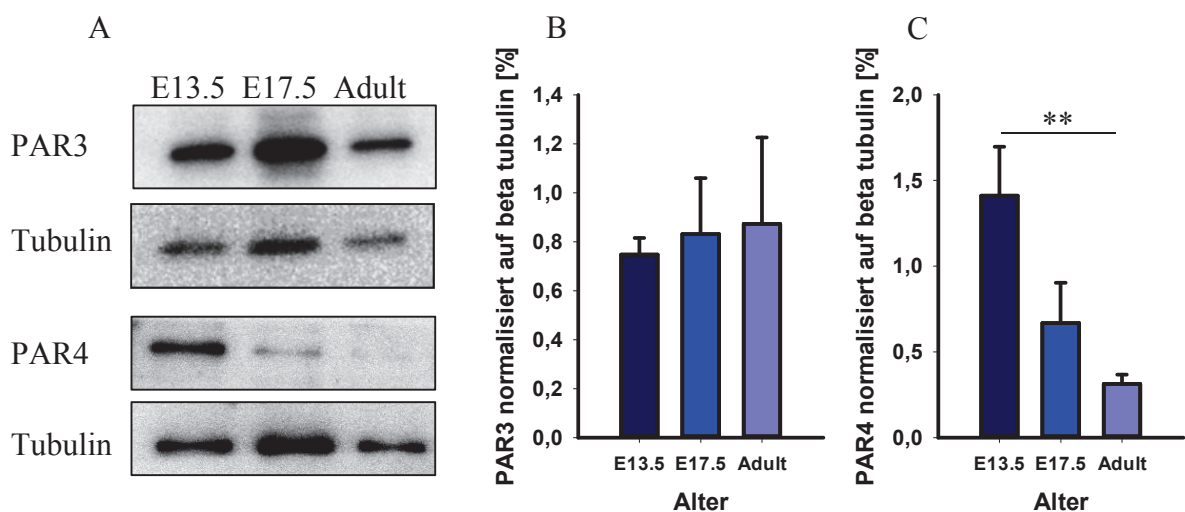 A
E13.5 E17.5 Adult
PAR3
Tubulin
PAR4
Tubulin
B
PAR3 normalisiert auf beta tubulin [%]
1,4
1,2
1,0
0,8
0,6
0,4
0,2
0,0
E13.5 E17.5 Adult
Alter
C
PAR4 normalisiert auf beta tubulin [%]
2,0
1,5
1,0
0,5
0,0
**
E13.5 E17.5 Adult
Alter